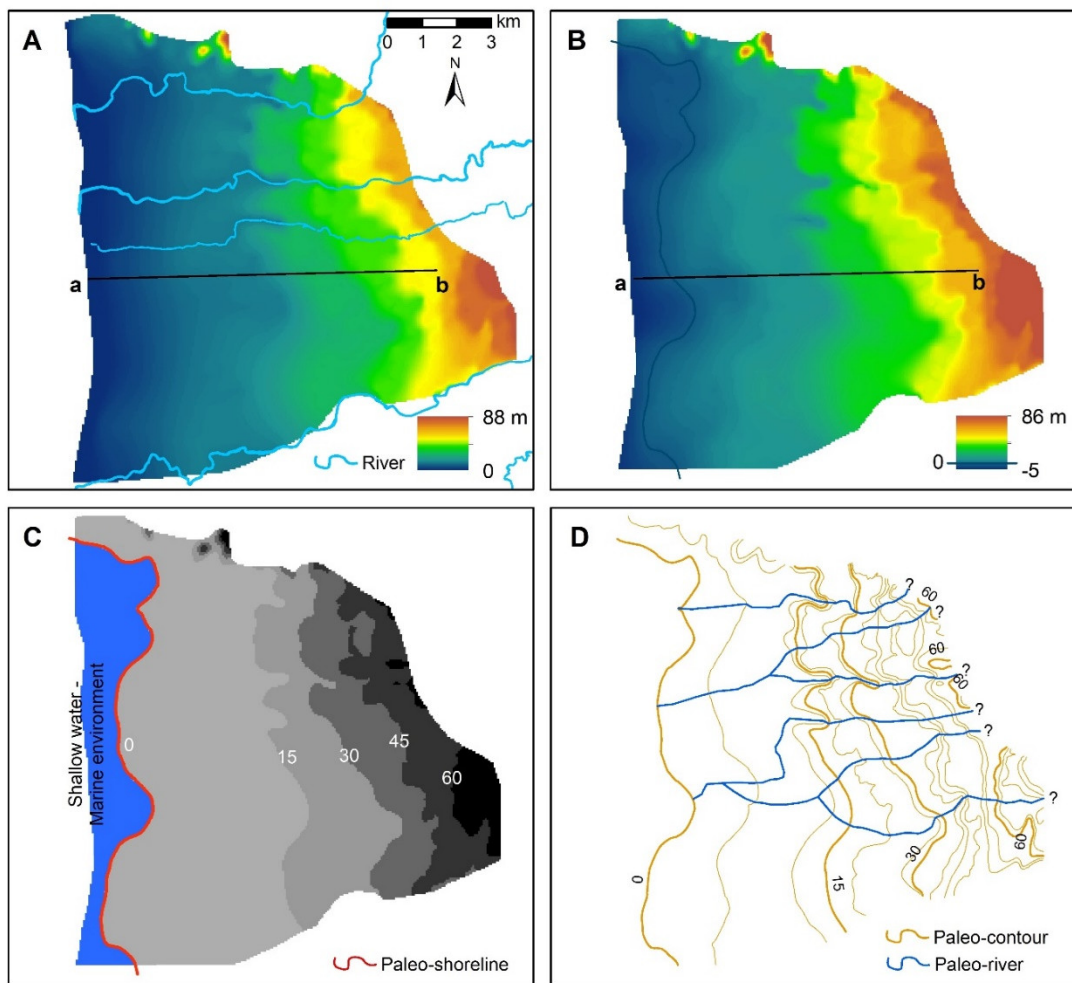 A
km
0 1 2 3
N
a
b
88 m
0
River
B
a
b
86 m
0
-5
C
Shallow water -
Marine environment
0
15
30
45
60
Paleo-shoreline
D
? 60
?
60
?
60
?
?
?
0
15
30
60
Paleo-contour
Paleo-river